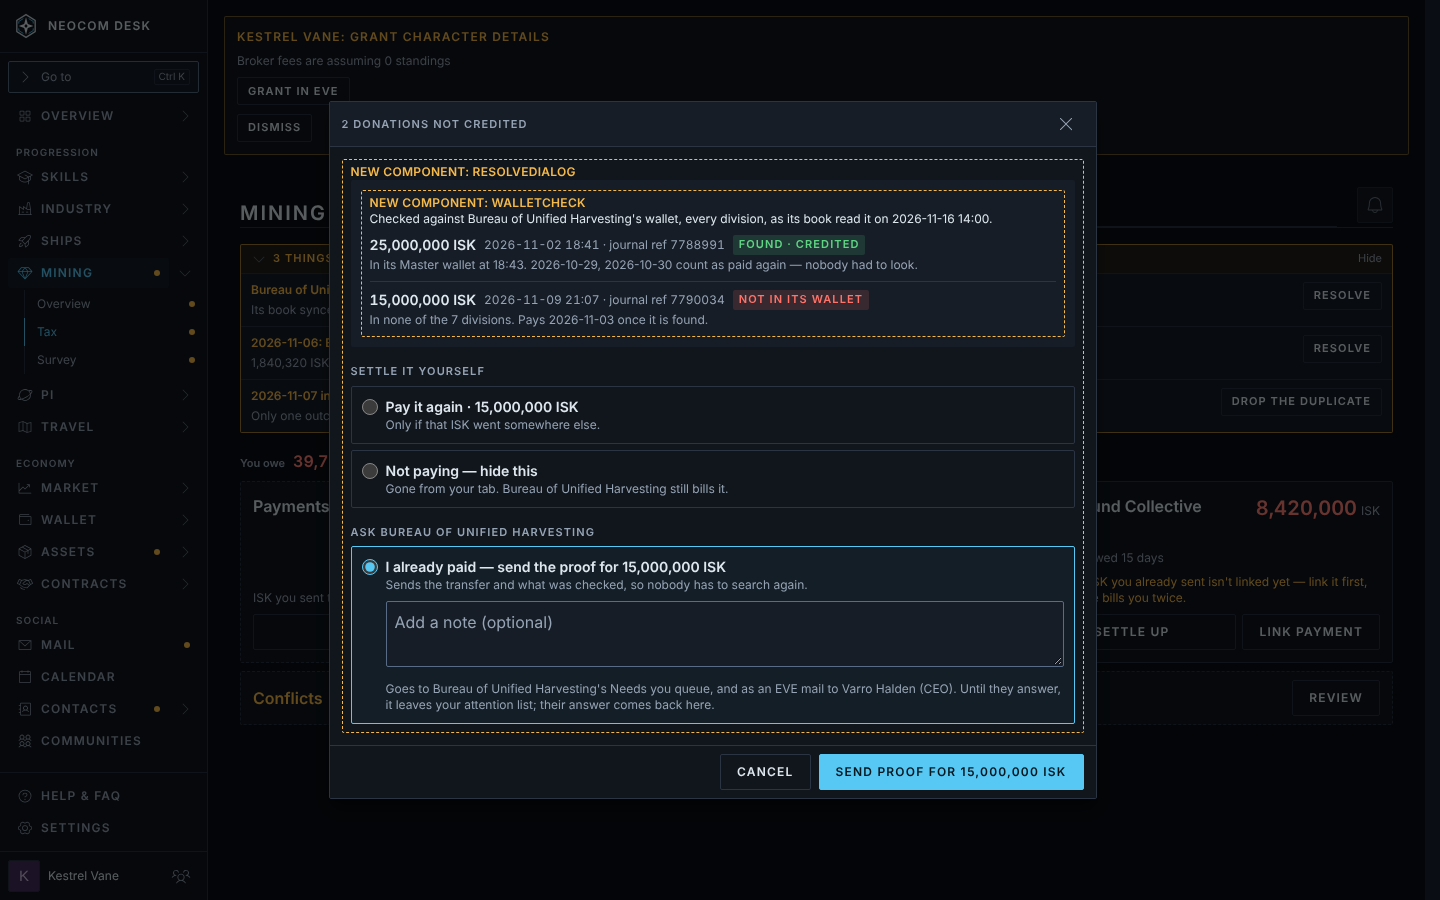 NEOCOM DESK
Go to
Ctrl K
OVERVIEW
PROGRESSION
SKILLS
INDUSTRY
SHIPS
MINING
Overview
Tax
Survey
PI
TRAVEL
ECONOMY
MARKET
WALLET
ASSETS
CONTRACTS
SOCIAL
MAIL
CALENDAR
CONTACTS
COMMUNITIES
HELP & FAQ
SETTINGS
K
Kestrel Vane
KESTREL VANE: GRANT CHARACTER DETAILS
Broker fees are assuming 0 standings
GRANT IN EVE
DISMISS
MINING
3 THINGS
Hide
Bureau of Uni
Its book sync
RESOLVE
2026-11-06:
1,840,320 ISK
RESOLVE
2026-11-07 in
Only one outc
DROP THE DUPLICATE
You owe 39,7
Payments
ISK you sent
nd Collective
8,420,000 ISK
wed 15 days
SK you already sent isn't linked yet — link it first,
bills you twice.
SETTLE UP
LINK PAYMENT
Conflicts
REVIEW
2 DONATIONS NOT CREDITED
NEW COMPONENT: RESOLVEDIALOG
NEW COMPONENT: WALLETCHECK
Checked against Bureau of Unified Harvesting's wallet, every division, as its book read it on 2026-11-16 14:00.
25,000,000 ISK 2026-11-02 18:41 · journal ref 7788991 FOUND · CREDITED
In its Master wallet at 18:43. 2026-10-29, 2026-10-30 count as paid again — nobody had to look.
15,000,000 ISK 2026-11-09 21:07 · journal ref 7790034 NOT IN ITS WALLET
In none of the 7 divisions. Pays 2026-11-03 once it is found.
SETTLE IT YOURSELF
Pay it again · 15,000,000 ISK
Only if that ISK went somewhere else.
Not paying — hide this
Gone from your tab. Bureau of Unified Harvesting still bills it.
ASK BUREAU OF UNIFIED HARVESTING
I already paid — send the proof for 15,000,000 ISK
Sends the transfer and what was checked, so nobody has to search again.
Add a note (optional)
Goes to Bureau of Unified Harvesting's Needs you queue, and as an EVE mail to Varro Halden (CEO). Until they answer,
it leaves your attention list; their answer comes back here.
CANCEL
SEND PROOF FOR 15,000,000 ISK